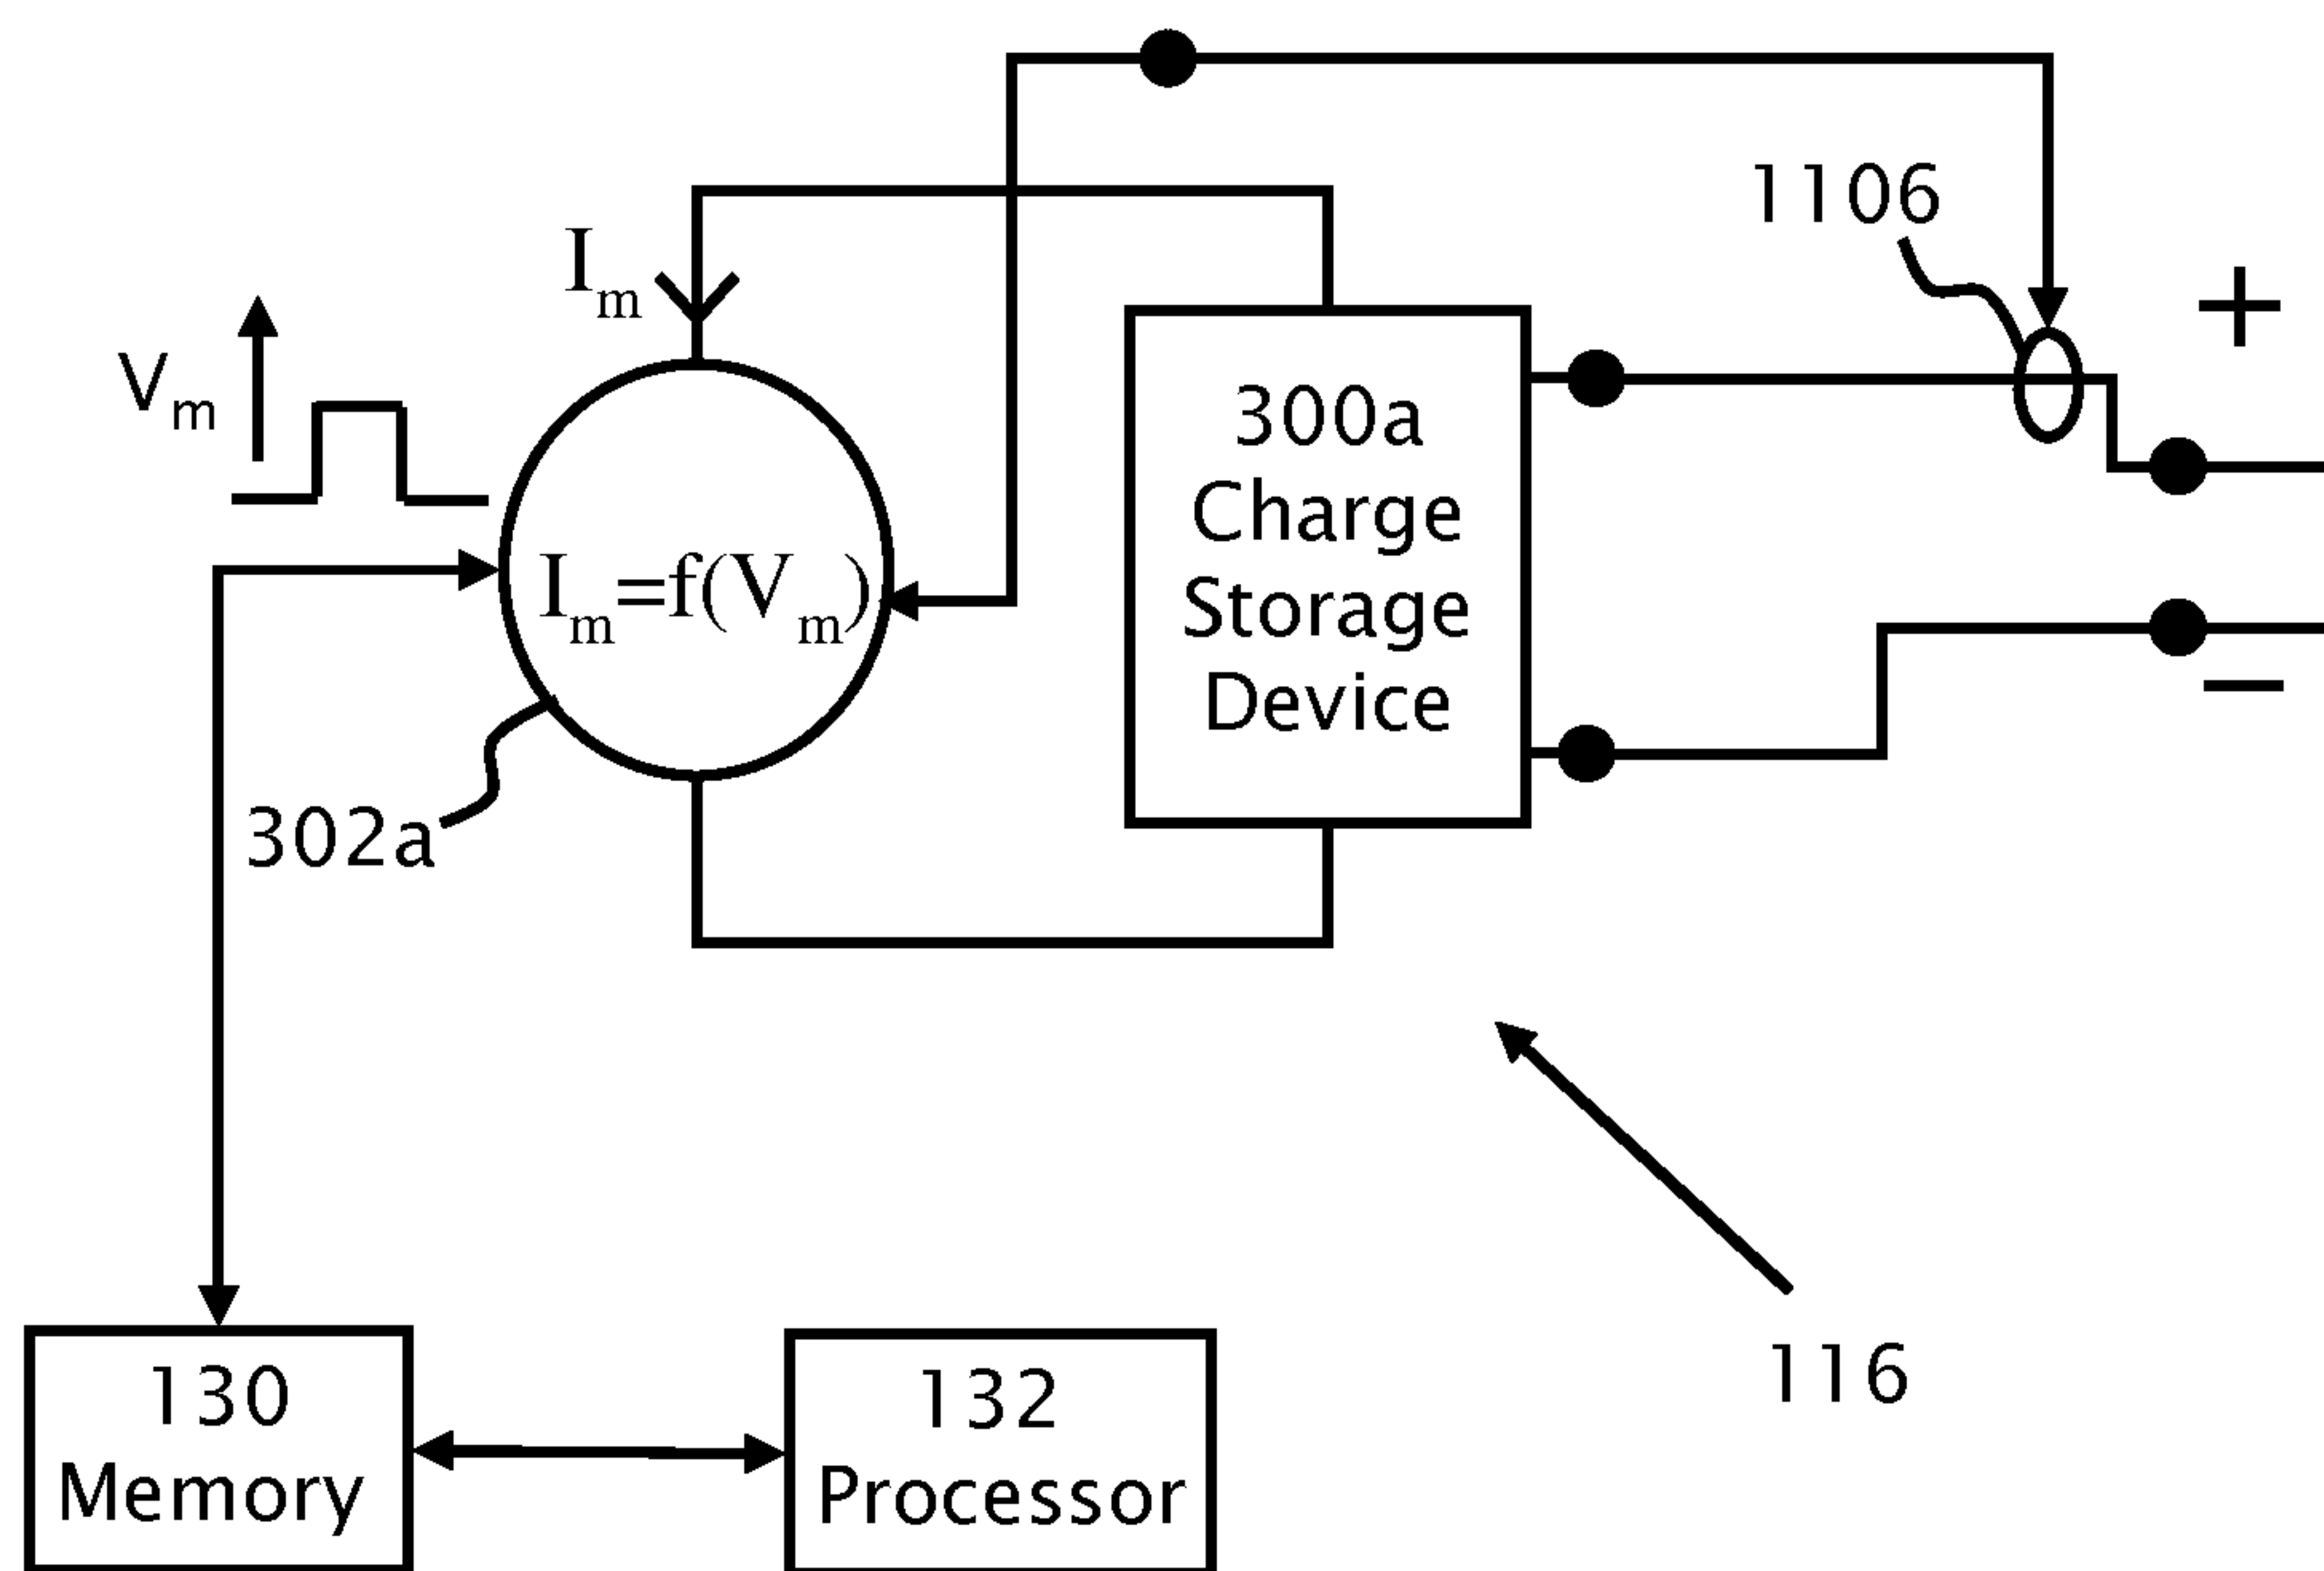 1106
+
I_m
V_m
300a
Charge
Storage
Device
I_m=f(V_m)
−
302a
116
130
Memory
132
Processor